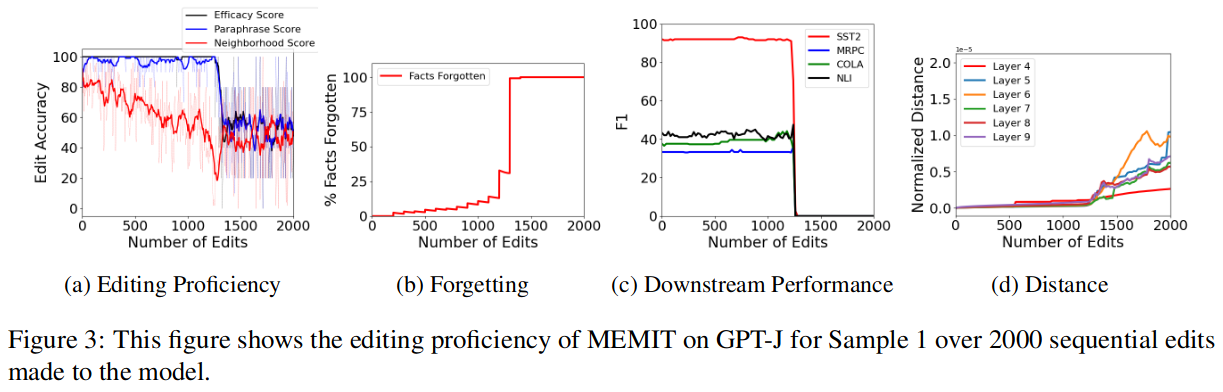 Efficacy Score
Paraphrase Score
Neighborhood Score
Edit Accuracy
100
80
60
40
20
0
0 500 1000 1500 2000
Number of Edits
(a) Editing Proficiency
Facts Forgotten
% Facts Forgotten
100
80
60
40
20
0
0 500 1000 1500 2000
Number of Edits
(b) Forgetting
SST2
MRPC
COLA
NLI
F1
100
80
60
40
20
0
0 500 1000 1500 2000
Number of Edits
(c) Downstream Performance
1e-5
Layer 4
Layer 5
Layer 6
Layer 7
Layer 8
Layer 9
Normalized Distance
2.0
1.5
1.0
0.5
0.0
0 500 1000 1500 2000
Number of Edits
(d) Distance
Figure 3: This figure shows the editing proficiency of MEMIT on GPT-J for Sample 1 over 2000 sequential edits
made to the model.